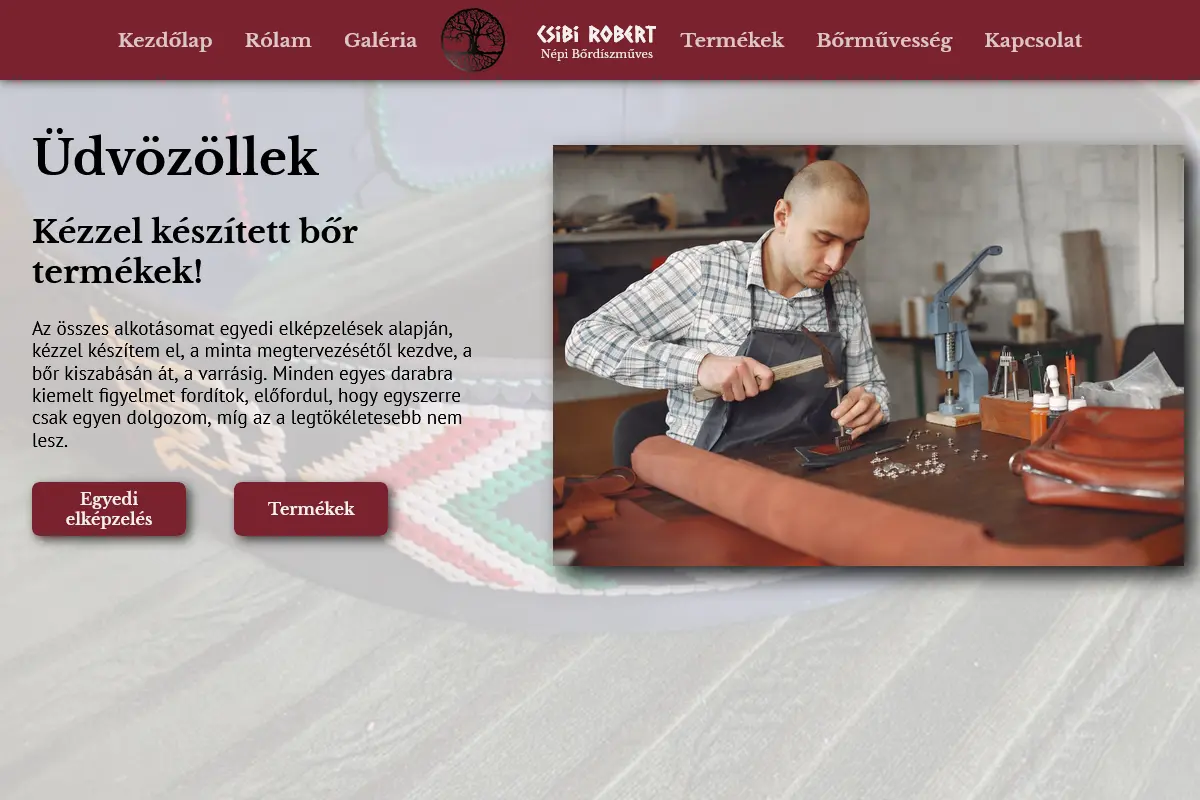 Kezdőlap
Rólam
Galéria
CSiBi ROBERT
Népi Bőrdíszműves
Termékek
Bőrművesség
Kapcsolat
Üdvözöllek
Kézzel készített bőr
termékek!
Az összes alkotásomat egyedi elképzelések alapján,
kézzel készítem el, a minta megtervezésétől kezdve, a
bőr kiszabásán át, a varrásig. Minden egyes darabra
kiemelt figyelmet fordítok, előfordul, hogy egyszerre
csak egyen dolgozom, míg az a legtökéletesebb nem
lesz.
Egyedi
elképzelés
Termékek